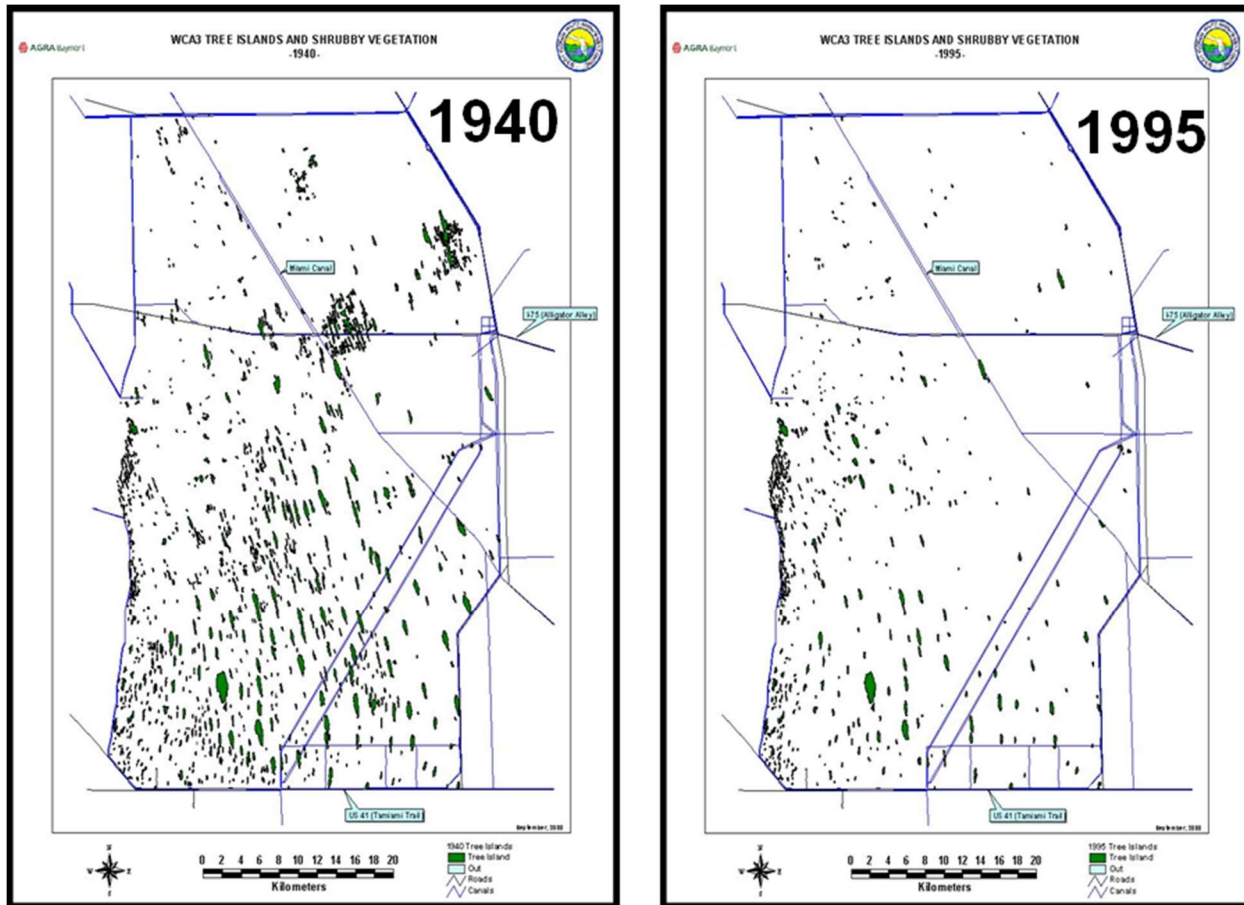 AGRA Baymont
WCA3 TREE ISLANDS AND SHRUBBY VEGETATION
-1940-
1940
Miami Canal
I-75 (Alligator Alley)
US 41 (Tamiami Trail)
N
W
E
S
0 2 4 6 8 10 12 14 16 18 20
Kilometers
1940 Tree Islands
Tree Island
Out
Roads
Canals
AGRA Baymont
WCA3 TREE ISLANDS AND SHRUBBY VEGETATION
-1995-
1995
Miami Canal
I-75 (Alligator Alley)
US 41 (Tamiami Trail)
N
W
E
S
0 2 4 6 8 10 12 14 16 18 20
Kilometers
1995 Tree Islands
Tree Island
Out
Roads
Canals